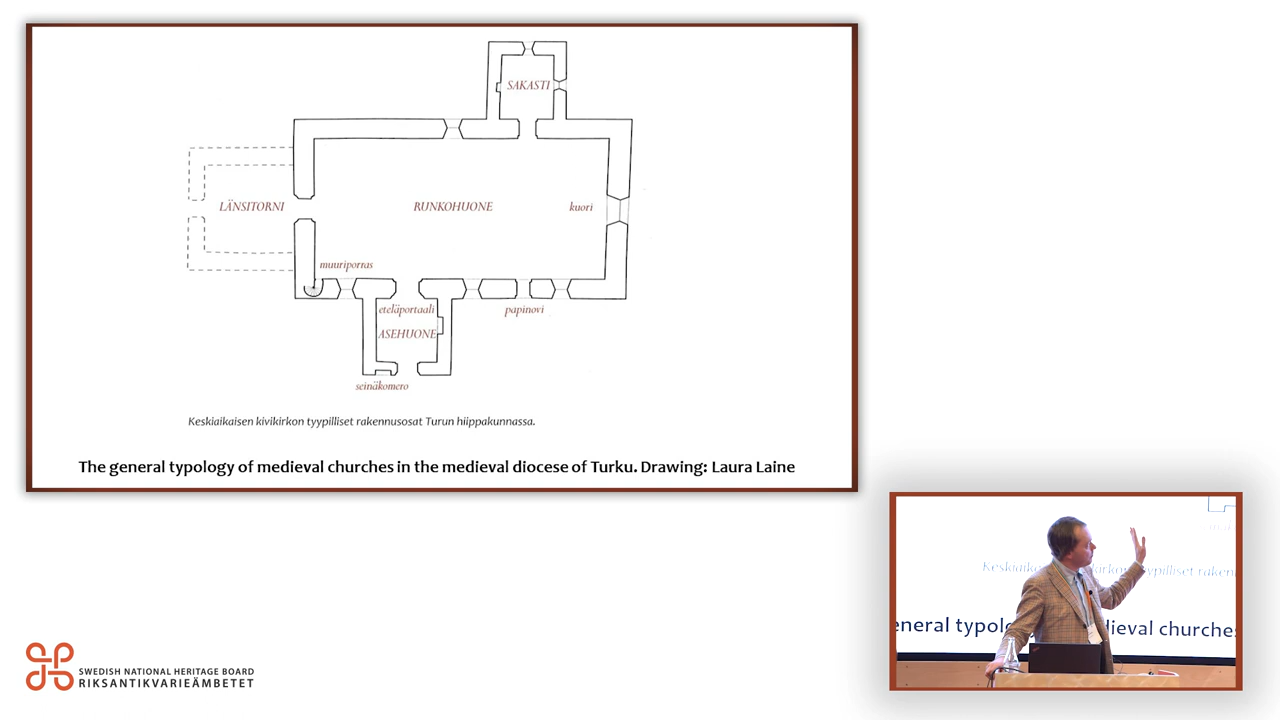 SAKASTI
LÄNSITORNI
RUNKOHUONE
kuori
muuriporras
eteläportaali
papinovi
ASEHUONE
seinäkomero
Keskiaikaisen kivikirkon tyypilliset rakennusosat Turun hiippakunnassa.
The general typology of medieval churches in the medieval diocese of Turku. Drawing: Laura Laine
SWEDISH NATIONAL HERITAGE BOARD
RIKSANTIKVARIEÄMBETET